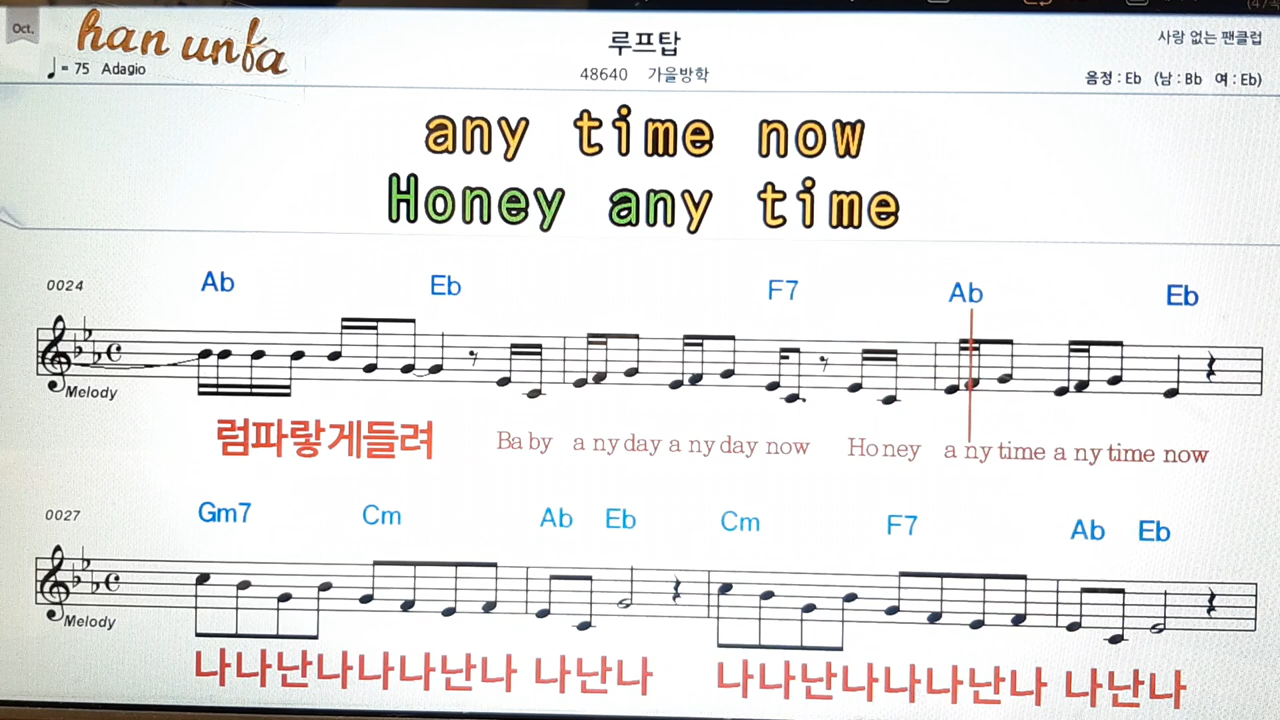 Oct.
han unfa
루프탑
사랑 없는 팬클럽
♩= 75 Adagio
48640 가을방학
음정 : Eb (남 : Bb 여 : Eb)
any time now
Honey any time
0024 Ab Eb F7 Ab Eb
Melody
럼파랗게들려 Ba by a ny day a ny day now Ho ney a ny time a ny time now
0027 Gm7 Cm Ab Eb Cm F7 Ab Eb
Melody
나나난나나나난나 나난나 나나난나나나난나 나난나